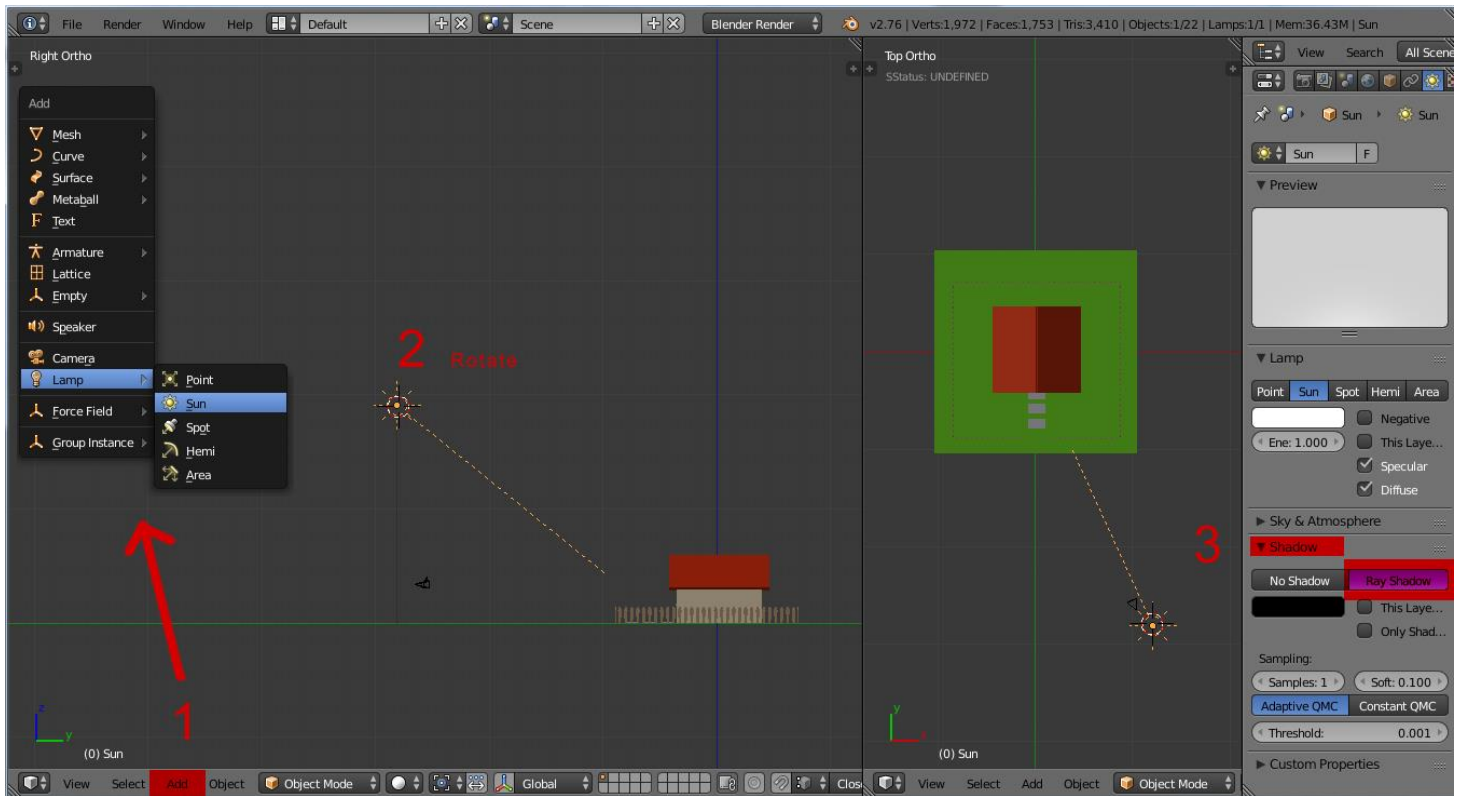 File Render Window Help Default Scene Blender Render v2.76 | Verts:1,972 | Faces:1,753 | Tris:3,410 | Objects:1/22 | Lamps:1/1 | Mem:36.43M | Sun
Right Ortho
Add
Mesh
Curve
Surface
Metaball
Text
Armature
Lattice
Empty
Speaker
Camera
Lamp
Force Field
Group Instance
Point
Sun
Spot
Hemi
Area
2 Rotate
1
z
y
(0) Sun
View Select Add Object Object Mode Global Clos
Top Ortho
SStatus: UNDEFINED
3
y
x
(0) Sun
View Select Add Object Object Mode
View Search All Scene
Sun Sun
Sun F
Preview
Lamp
Point Sun Spot Hemi Area
Negative
Ene: 1.000 This Laye...
Specular
Diffuse
Sky & Atmosphere
Shadow
No Shadow Ray Shadow
This Laye...
Only Shad...
Sampling:
Samples: 1 Soft: 0.100
Adaptive QMC Constant QMC
Threshold: 0.001
Custom Properties